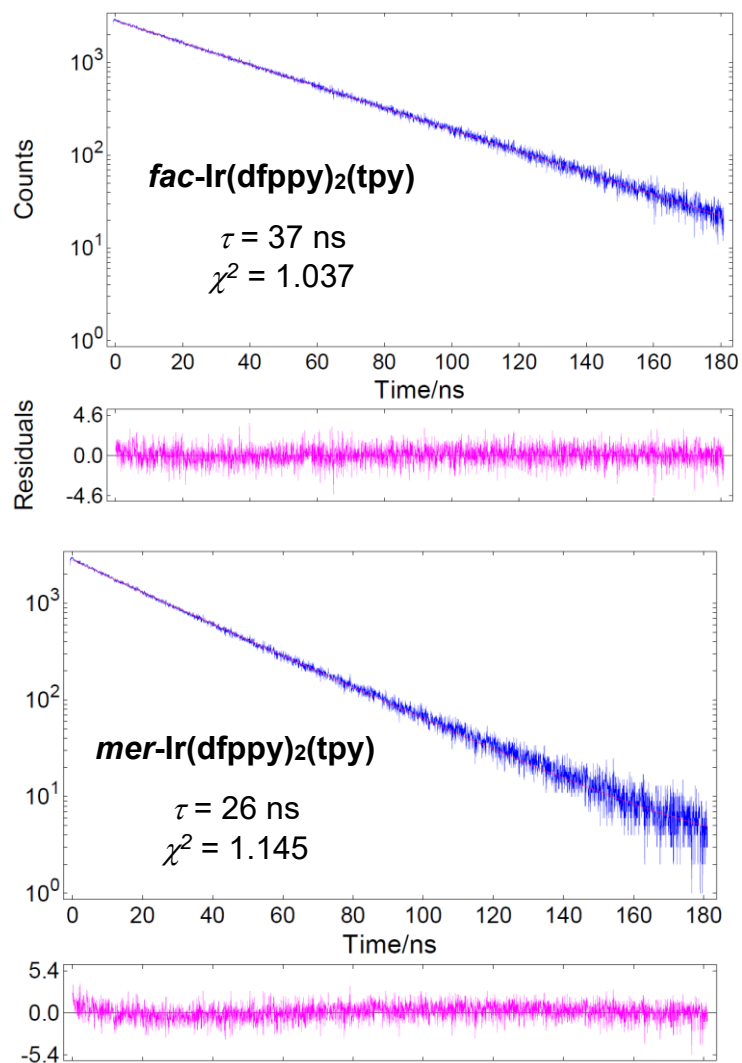 10³
10²
10¹
10⁰
Counts
fac-Ir(dfppy)₂(tpy)
τ = 37 ns
χ² = 1.037
0 20 40 60 80 100 120 140 160 180
Time/ns
Residuals
4.6
0.0
-4.6
10³
10²
10¹
10⁰
mer-Ir(dfppy)₂(tpy)
τ = 26 ns
χ² = 1.145
0 20 40 60 80 100 120 140 160 180
Time/ns
5.4
0.0
-5.4